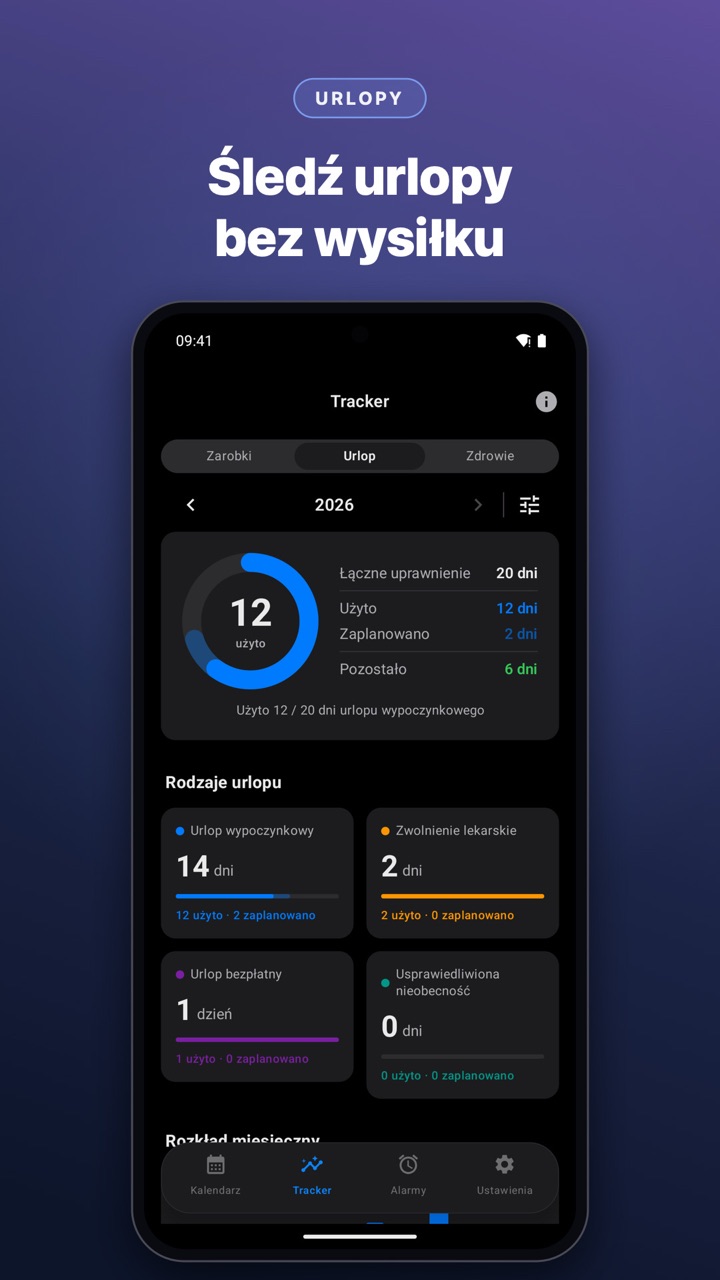 URLOPY
Śledź urlopy
bez wysiłku
09:41
Tracker
Zarobki Urlop Zdrowie
2026
12
użyto
Łączne uprawnienie 20 dni
Użyto 12 dni
Zaplanowano 2 dni
Pozostało 6 dni
Użyto 12 / 20 dni urlopu wypoczynkowego
Rodzaje urlopu
Urlop wypoczynkowy
14 dni
12 użyto · 2 zaplanowano
Zwolnienie lekarskie
2 dni
2 użyto · 0 zaplanowano
Urlop bezpłatny
1 dzień
1 użyto · 0 zaplanowano
Usprawiedliwiona
nieobecność
0 dni
0 użyto · 0 zaplanowano
Rozkład miesięczny
Kalendarz Tracker Alarmy Ustawienia